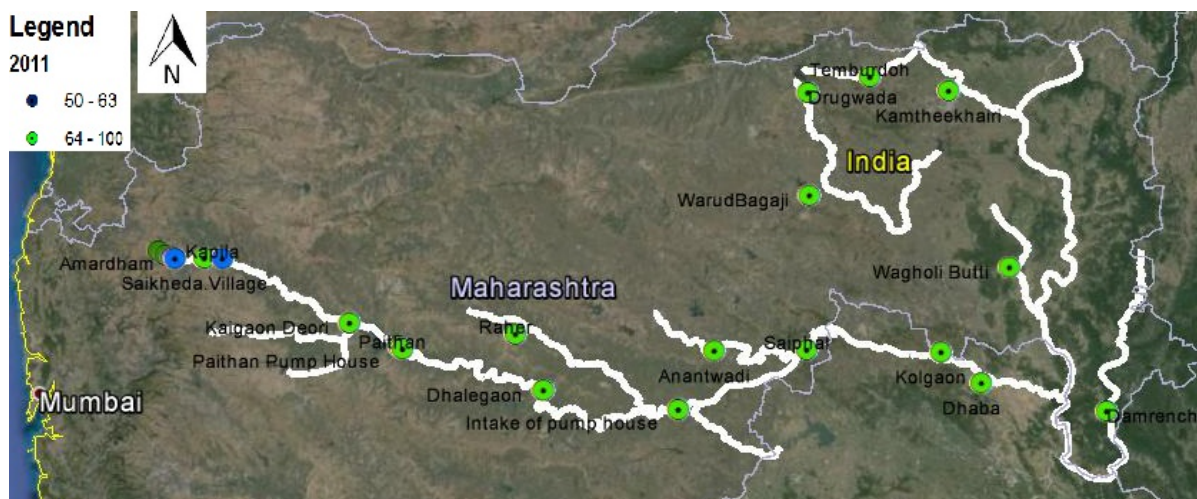 Legend
2011
50 - 63
64 - 100
N
Temburdoh
Drugwada
Kamtheekhairi
India
WarudBagaji
Kapila
Amardham
Saikheda.Village
Wagholi Butti
Maharashtra
Kaigaon Deori
Raher
Paithan
Saiphal
Paithan Pump House
Anantwadi
Kolgaon
Dhalegaon
Dhaba
Mumbai
Intake of pump house
Damrench